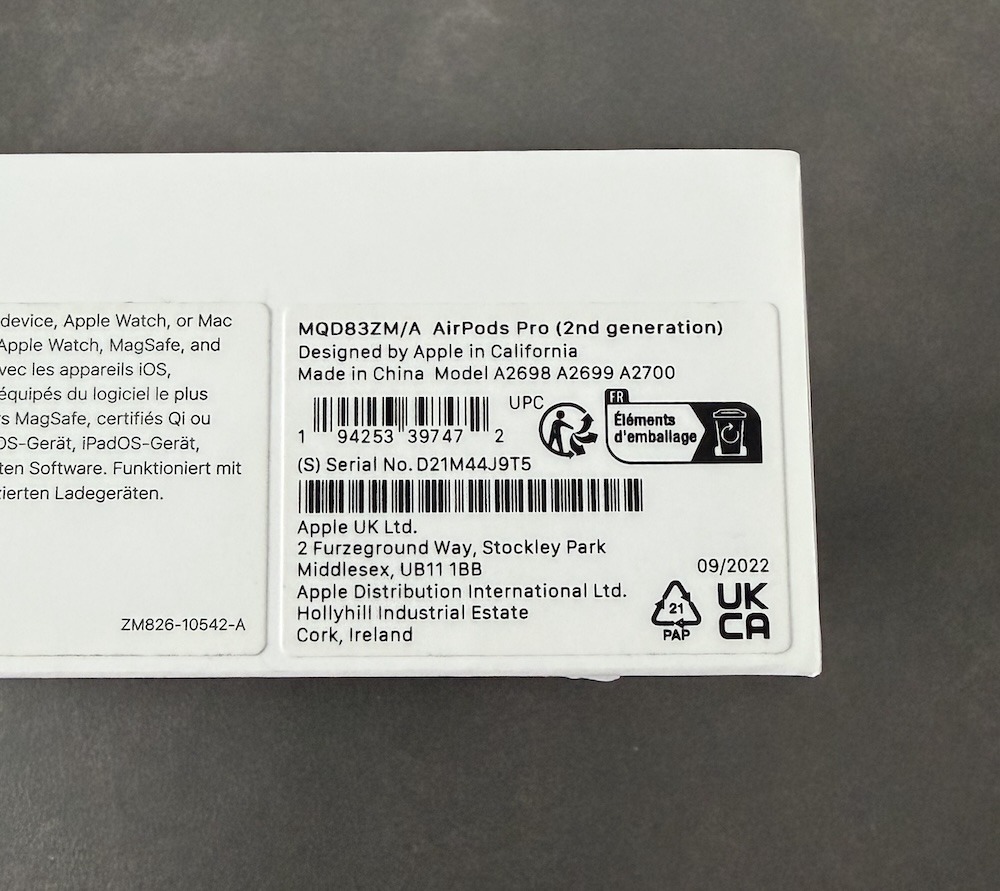 device, Apple Watch, or Mac
Apple Watch, MagSafe, and
vec les appareils iOS,
équipés du logiciel le plus
s MagSafe, certifiés Qi ou
OS-Gerät, iPadOS-Gerät,
ten Software. Funktioniert mit
zierten Ladegeräten.
ZM826-10542-A
MQD83ZM/A AirPods Pro (2nd generation)
Designed by Apple in California
Made in China Model A2698 A2699 A2700
UPC
1 94253 39747 2
FR
Éléments
d'emballage
(S) Serial No. D21M44J9T5
Apple UK Ltd.
2 Furzeground Way, Stockley Park
Middlesex, UB11 1BB
Apple Distribution International Ltd.
Hollyhill Industrial Estate
Cork, Ireland
09/2022
21
PAP
UK
CA